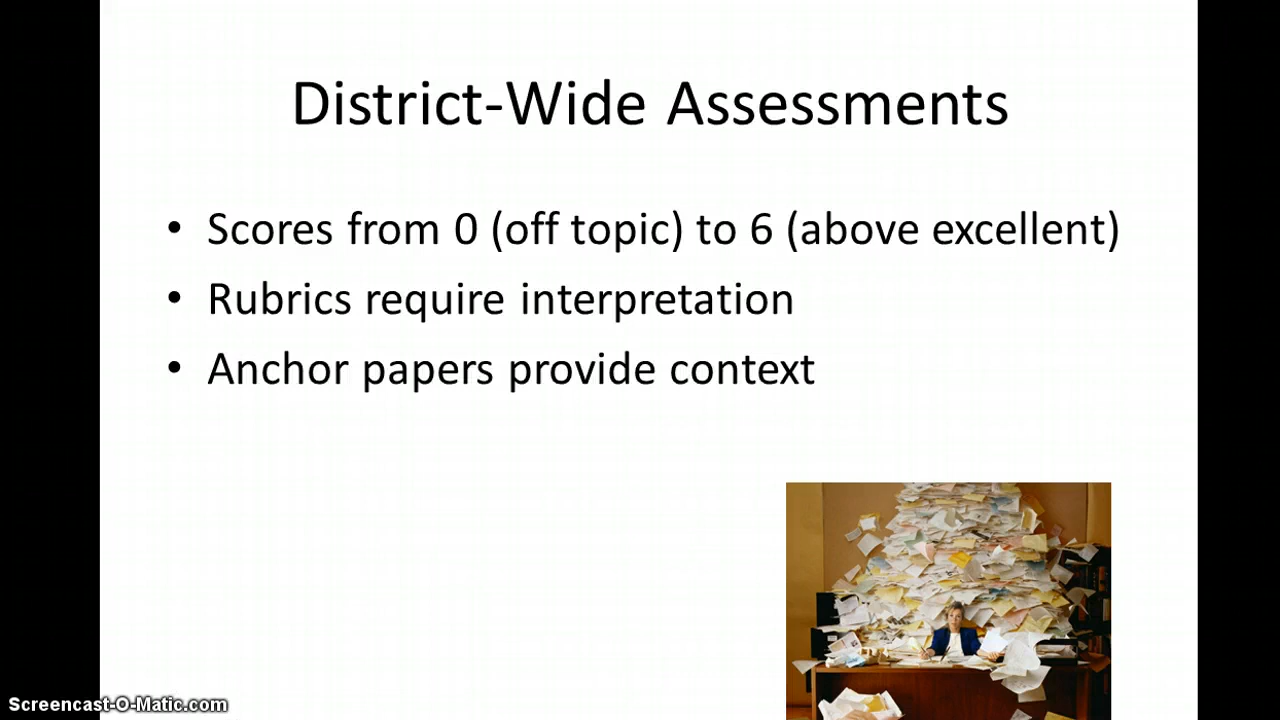 District-Wide Assessments
• Scores from 0 (off topic) to 6 (above excellent)
• Rubrics require interpretation
• Anchor papers provide context
Screencast-O-Matic.com